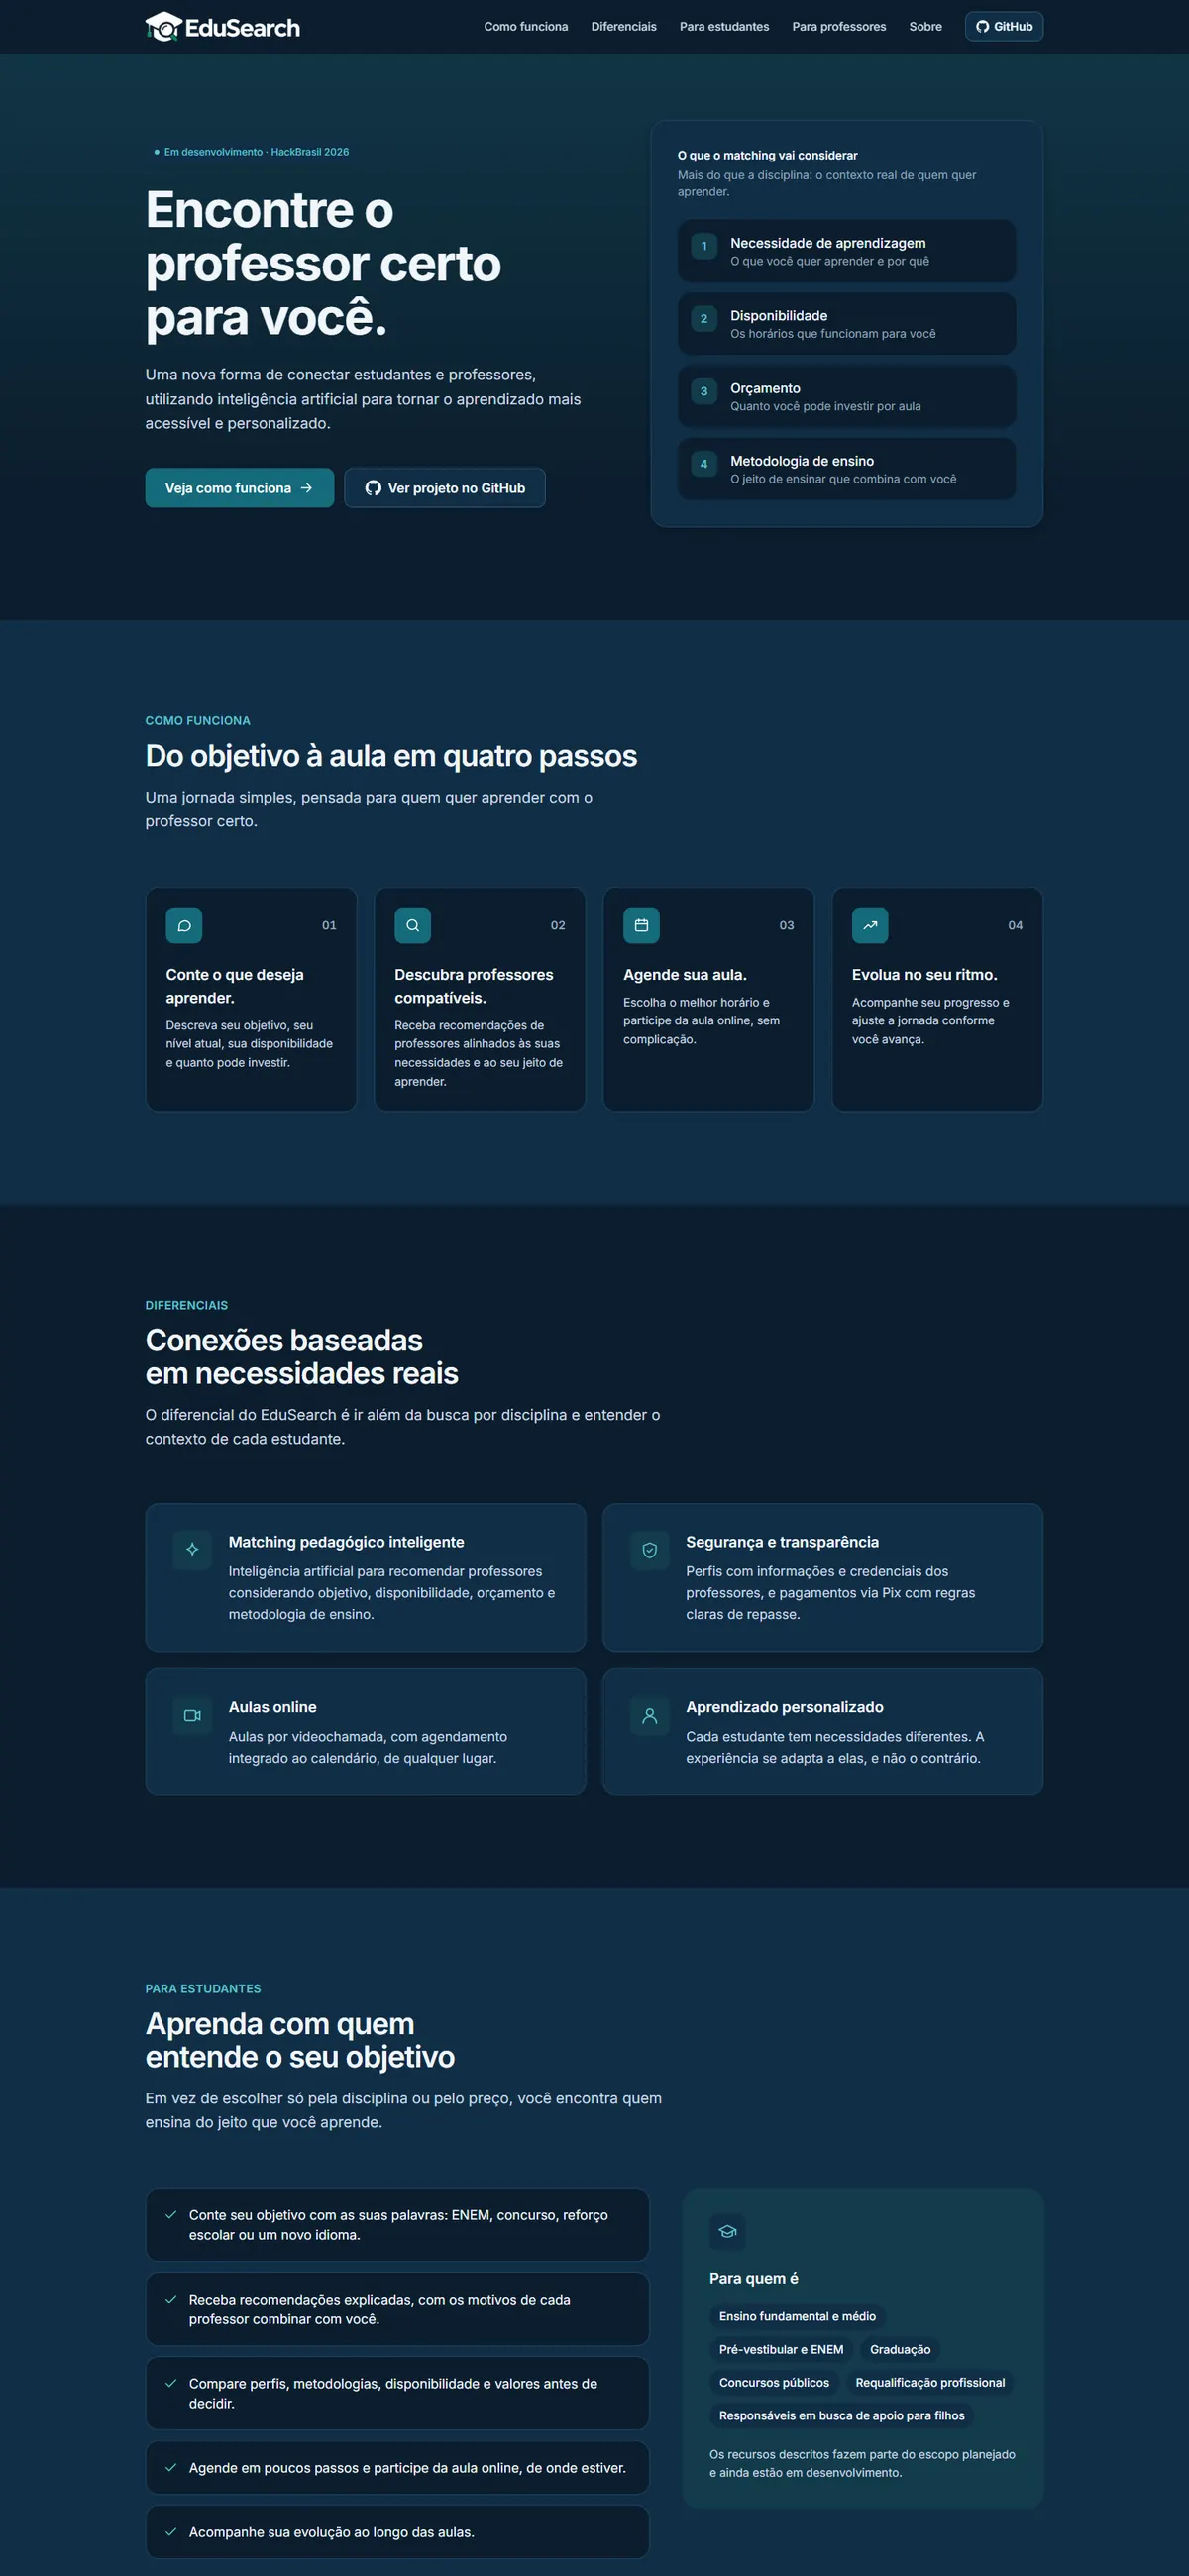 EduSearch
Como funciona
Diferenciais
Para estudantes
Para professores
Sobre
GitHub
Em desenvolvimento · HackBrasil 2026
Encontre o
professor certo
para você.
Uma nova forma de conectar estudantes e professores,
utilizando inteligência artificial para tornar o aprendizado mais
acessível e personalizado.
Veja como funciona →
Ver projeto no GitHub
O que o matching vai considerar
Mais do que a disciplina: o contexto real de quem quer
aprender.
1
Necessidade de aprendizagem
O que você quer aprender e por quê
2
Disponibilidade
Os horários que funcionam para você
3
Orçamento
Quanto você pode investir por aula
4
Metodologia de ensino
O jeito de ensinar que combina com você
COMO FUNCIONA
Do objetivo à aula em quatro passos
Uma jornada simples, pensada para quem quer aprender com o
professor certo.
01
Conte o que deseja
aprender.
Descreva seu objetivo, seu
nível atual, sua disponibilidade
e quanto pode investir.
02
Descubra professores
compatíveis.
Receba recomendações de
professores alinhados às suas
necessidades e ao seu jeito de
aprender.
03
Agende sua aula.
Escolha o melhor horário e
participe da aula online, sem
complicação.
04
Evolua no seu ritmo.
Acompanhe seu progresso e
ajuste a jornada conforme
você avança.
DIFERENCIAIS
Conexões baseadas
em necessidades reais
O diferencial do EduSearch é ir além da busca por disciplina e entender o
contexto de cada estudante.
Matching pedagógico inteligente
Inteligência artificial para recomendar professores
considerando objetivo, disponibilidade, orçamento e
metodologia de ensino.
Segurança e transparência
Perfis com informações e credenciais dos
professores, e pagamentos via Pix com regras
claras de repasse.
Aulas online
Aulas por videochamada, com agendamento
integrado ao calendário, de qualquer lugar.
Aprendizado personalizado
Cada estudante tem necessidades diferentes. A
experiência se adapta a elas, e não o contrário.
PARA ESTUDANTES
Aprenda com quem
entende o seu objetivo
Em vez de escolher só pela disciplina ou pelo preço, você encontra quem
ensina do jeito que você aprende.
Conte seu objetivo com as suas palavras: ENEM, concurso, reforço
escolar ou um novo idioma.
Receba recomendações explicadas, com os motivos de cada
professor combinar com você.
Compare perfis, metodologias, disponibilidade e valores antes de
decidir.
Agende em poucos passos e participe da aula online, de onde estiver.
Acompanhe sua evolução ao longo das aulas.
Para quem é
Ensino fundamental e médio
Pré-vestibular e ENEM
Graduação
Concursos públicos
Requalificação profissional
Responsáveis em busca de apoio para filhos
Os recursos descritos fazem parte do escopo planejado
e ainda estão em desenvolvimento.